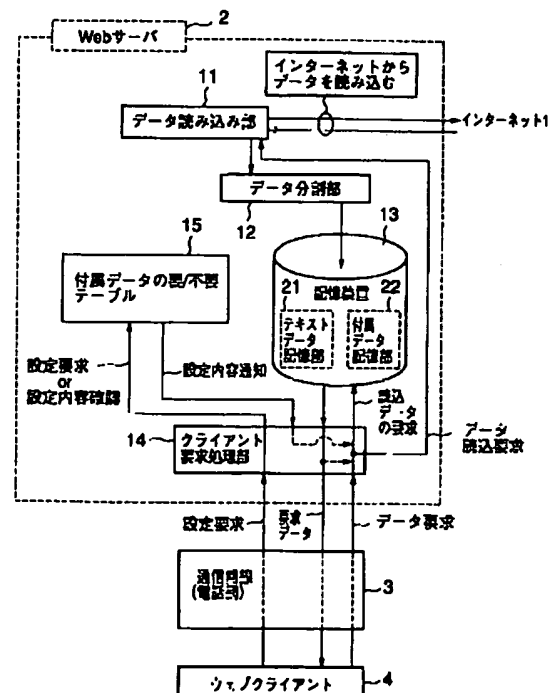 2
Webサーバ
インターネットから
データを読み込む
11
データ読み込み部
インターネット1
データ分割部
12
13
15
付属データの要/不要
テーブル
記憶装置
21
22
テキスト
データ
記憶部
付属
データ
記憶部
設定要求
or
設定内容確認
設定内容通知
読込
データ
の要求
データ
読込要求
14
クライアント
要求処理部
設定要求
要求
データ
データ要求
通信回線
(電話網)
3
ウェブクライアント
4